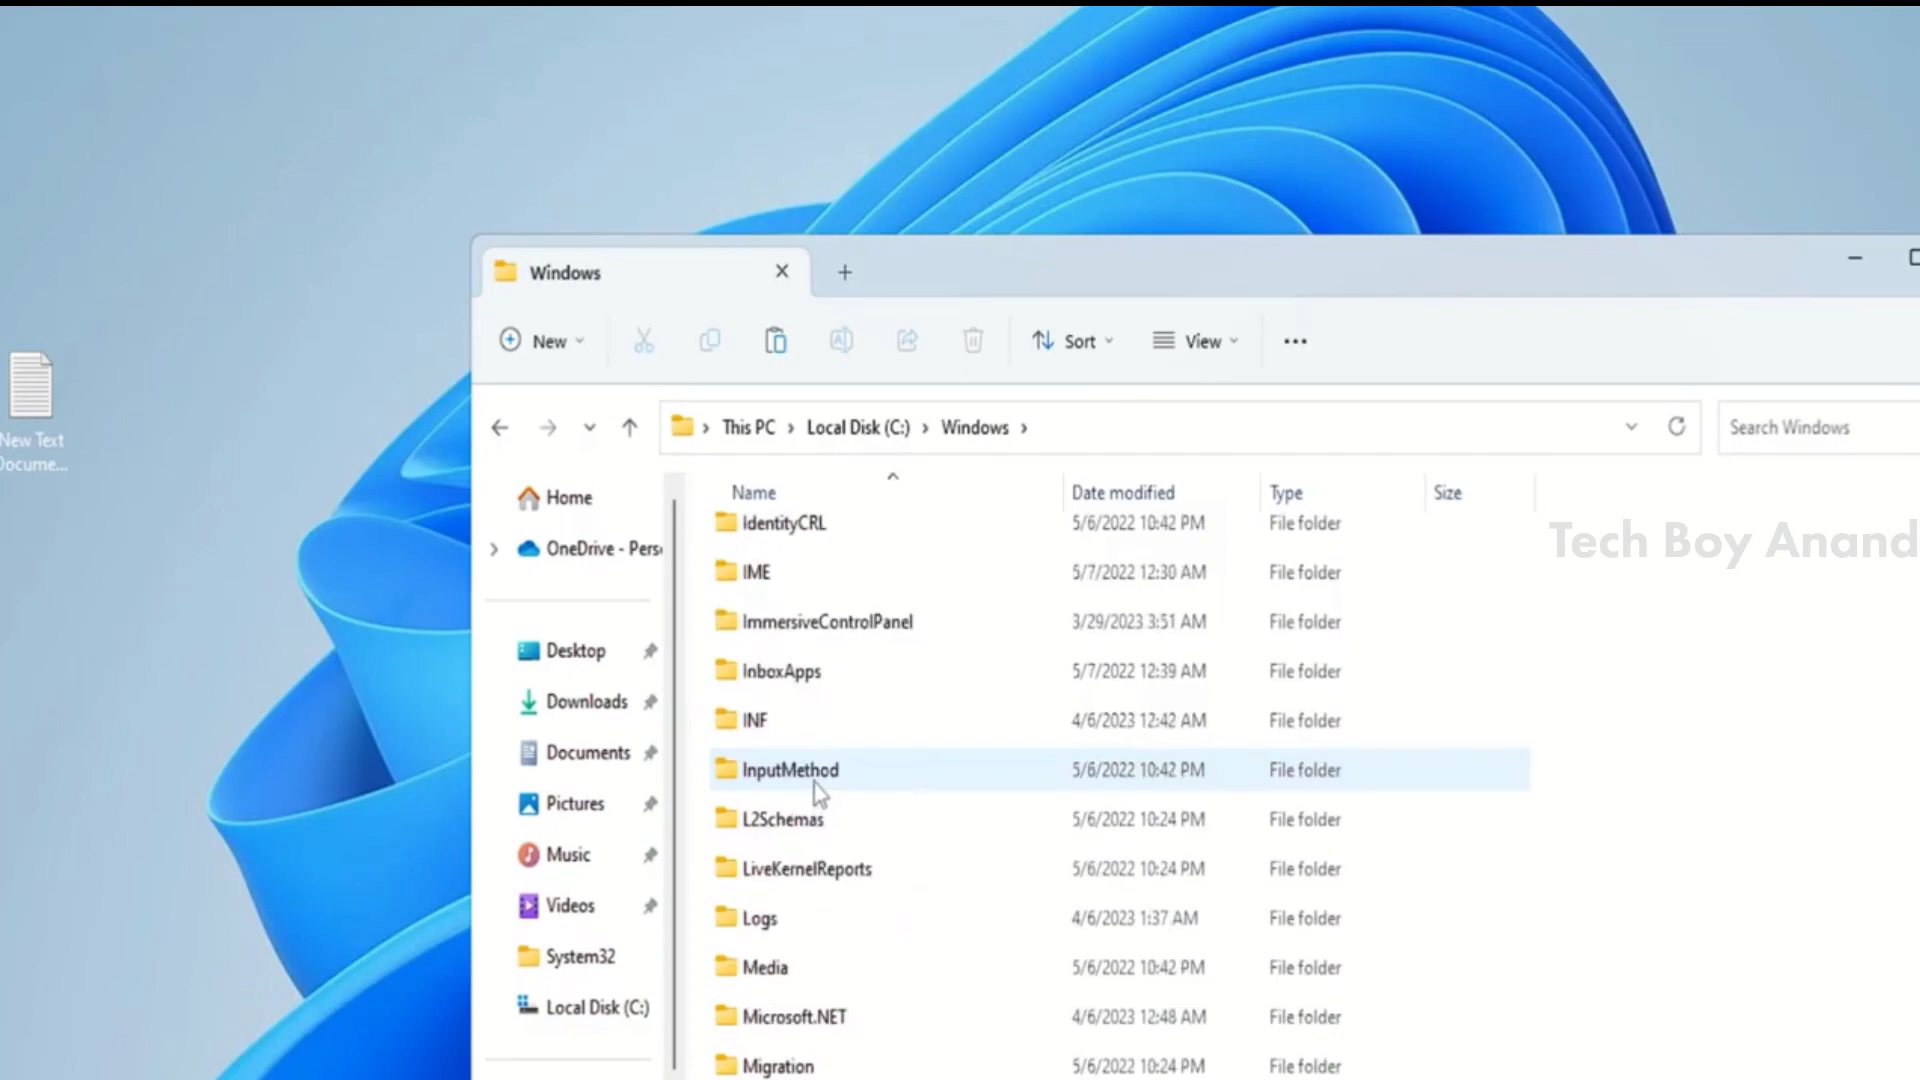 Windows
New
Sort
View
This PC
Local Disk (C:)
Windows
Search Windows
New Text
Docume...
Home
OneDrive - Pers
Desktop
Downloads
Documents
Pictures
Music
Videos
System32
Local Disk (C:)
Name Date modified Type Size
IdentityCRL 5/6/2022 10:42 PM File folder
IME 5/7/2022 12:30 AM File folder
ImmersiveControlPanel 3/29/2023 3:51 AM File folder
InboxApps 5/7/2022 12:39 AM File folder
INF 4/6/2023 12:42 AM File folder
InputMethod 5/6/2022 10:42 PM File folder
L2Schemas 5/6/2022 10:24 PM File folder
LiveKernelReports 5/6/2022 10:24 PM File folder
Logs 4/6/2023 1:37 AM File folder
Media 5/6/2022 10:42 PM File folder
Microsoft.NET 4/6/2023 12:48 AM File folder
Migration 5/6/2022 10:24 PM File folder
Tech Boy Anand